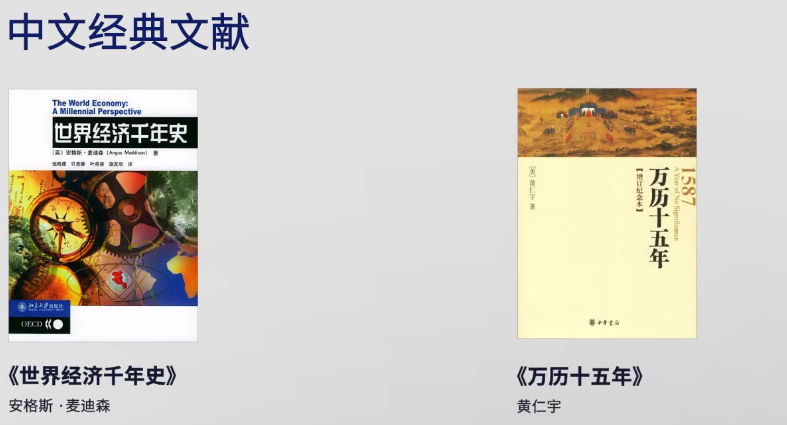 中文经典文献
The World Economy:
A Millennial Perspective
世界经济千年史
(英) 安格斯·麦迪森 (Angus Maddison) 著
伍晓鹰 许宪春 叶燕斐 施发启 译
北京大学出版社
OECD
《世界经济千年史》
安格斯 · 麦迪森
1587
A Year of No Significance
万历十五年
【增订纪念本】
[美] 黄仁宇 著
中华书局
《万历十五年》
黄仁宇